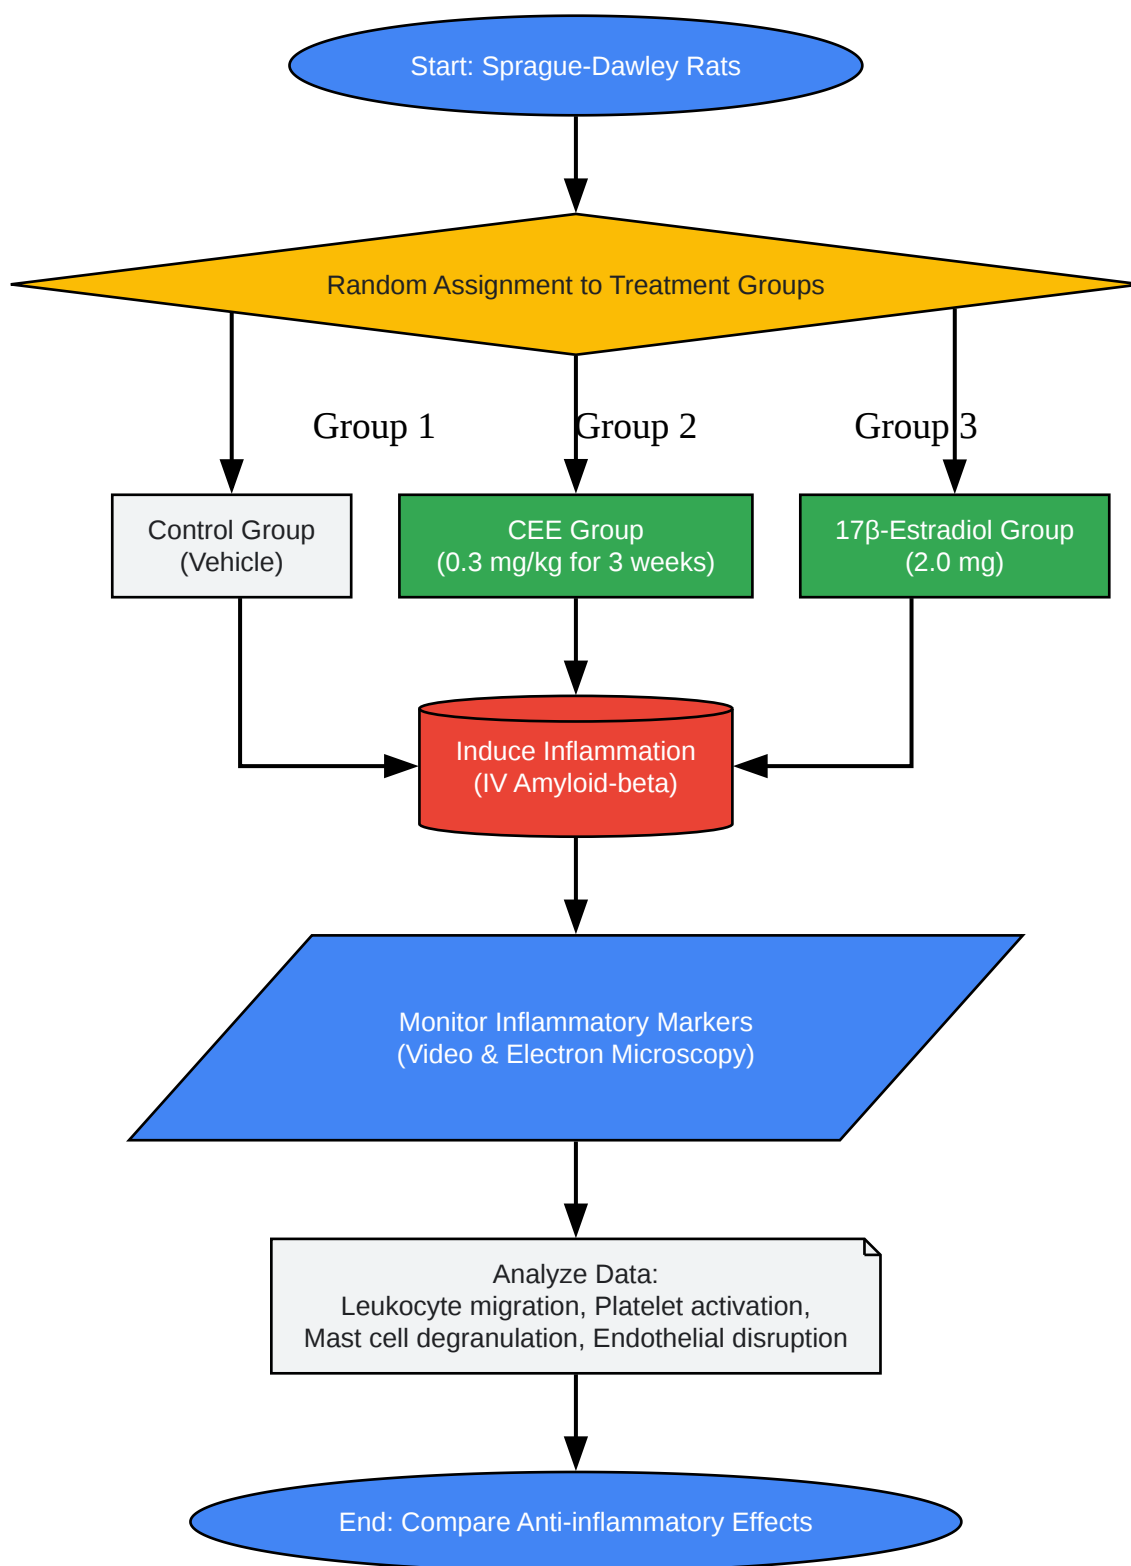 Start: Sprague-Dawley Rats
Random Assignment to Treatment Groups
Group 1
Group 2
Group 3
Control Group
(Vehicle)
CEE Group
(0.3 mg/kg for 3 weeks)
17β-Estradiol Group
(2.0 mg)
Induce Inflammation
(IV Amyloid-beta)
Monitor Inflammatory Markers
(Video & Electron Microscopy)
Analyze Data:
Leukocyte migration, Platelet activation,
Mast cell degranulation, Endothelial disruption
End: Compare Anti-inflammatory Effects